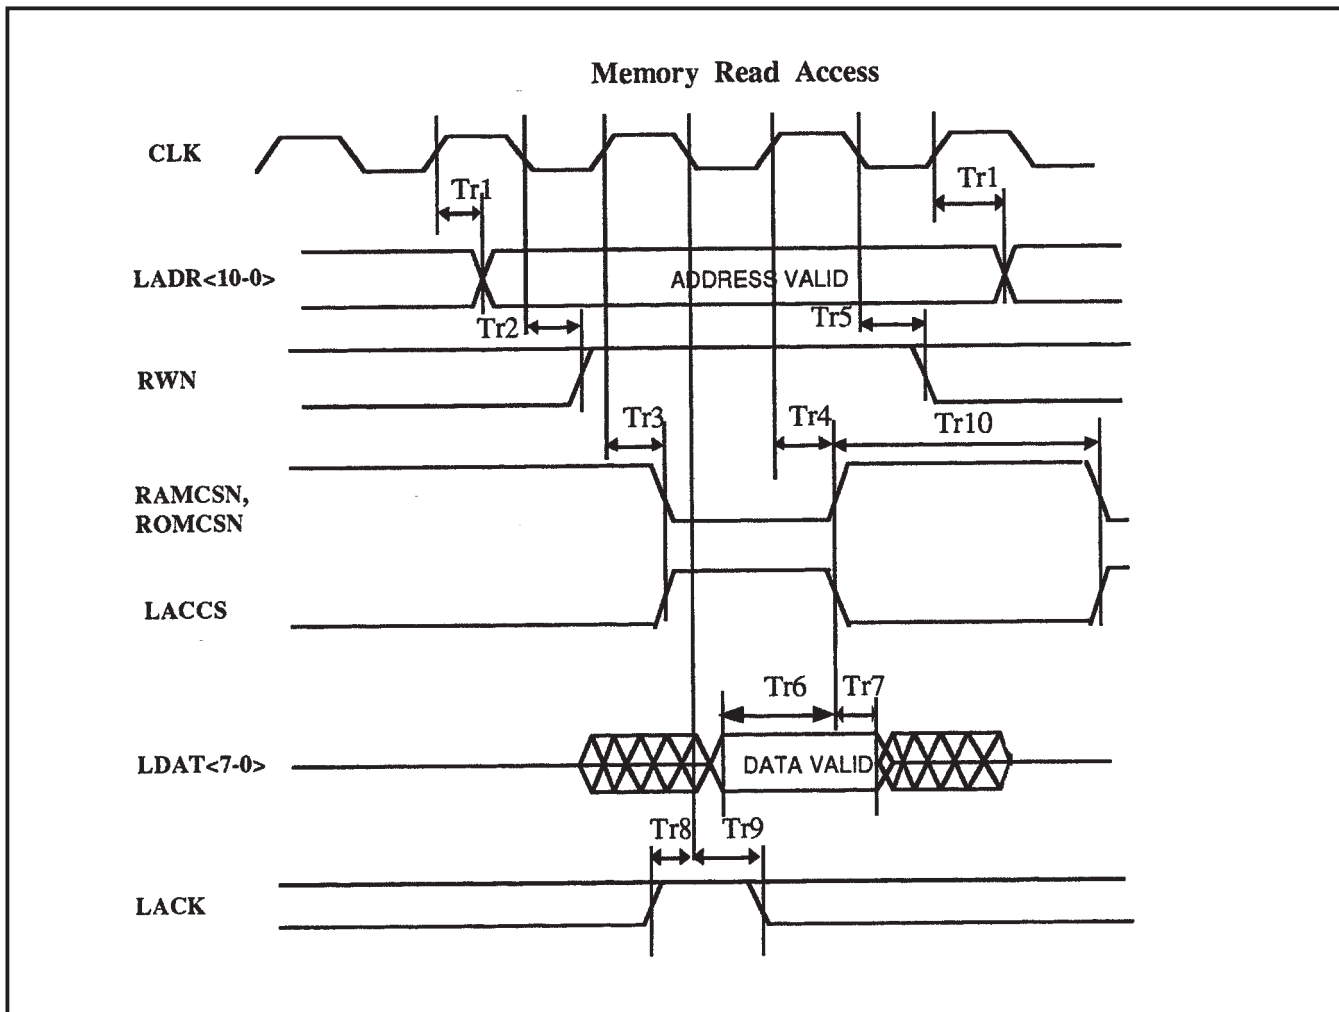 Memory Read Access
CLK
Tr1
Tr1
LADR<10-0>
ADDRESS VALID
Tr2
Tr5
RWN
Tr3
Tr4
Tr10
RAMCSN,
ROMCSN
LACCS
Tr6
Tr7
LDAT<7-0>
DATA VALID
Tr8
Tr9
LACK